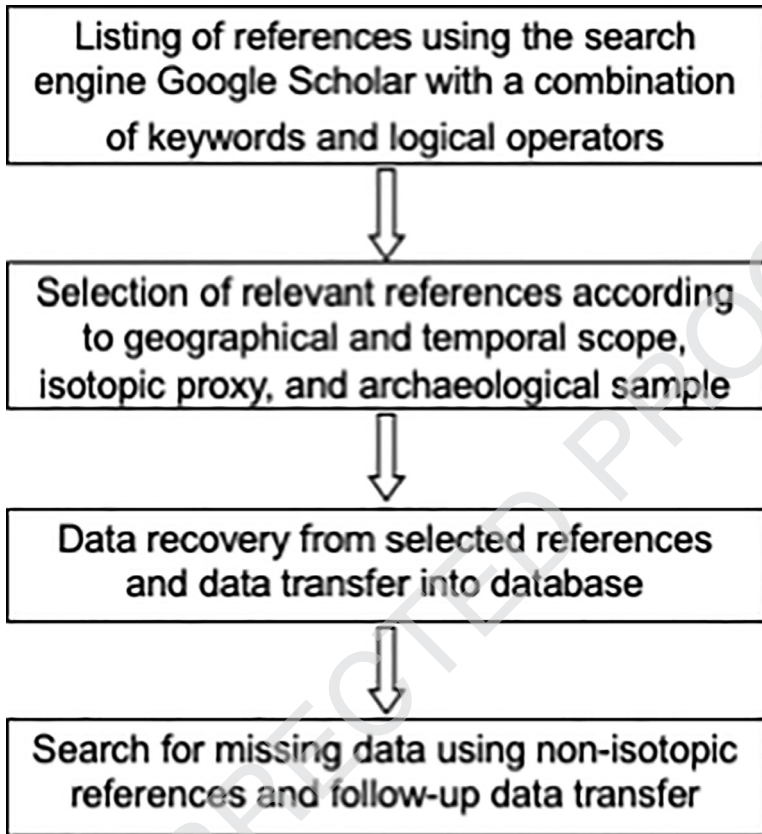 Listing of references using the search
engine Google Scholar with a combination
of keywords and logical operators
Selection of relevant references according
to geographical and temporal scope,
isotopic proxy, and archaeological sample
Data recovery from selected references
and data transfer into database
Search for missing data using non-isotopic
references and follow-up data transfer
RECTED PROO